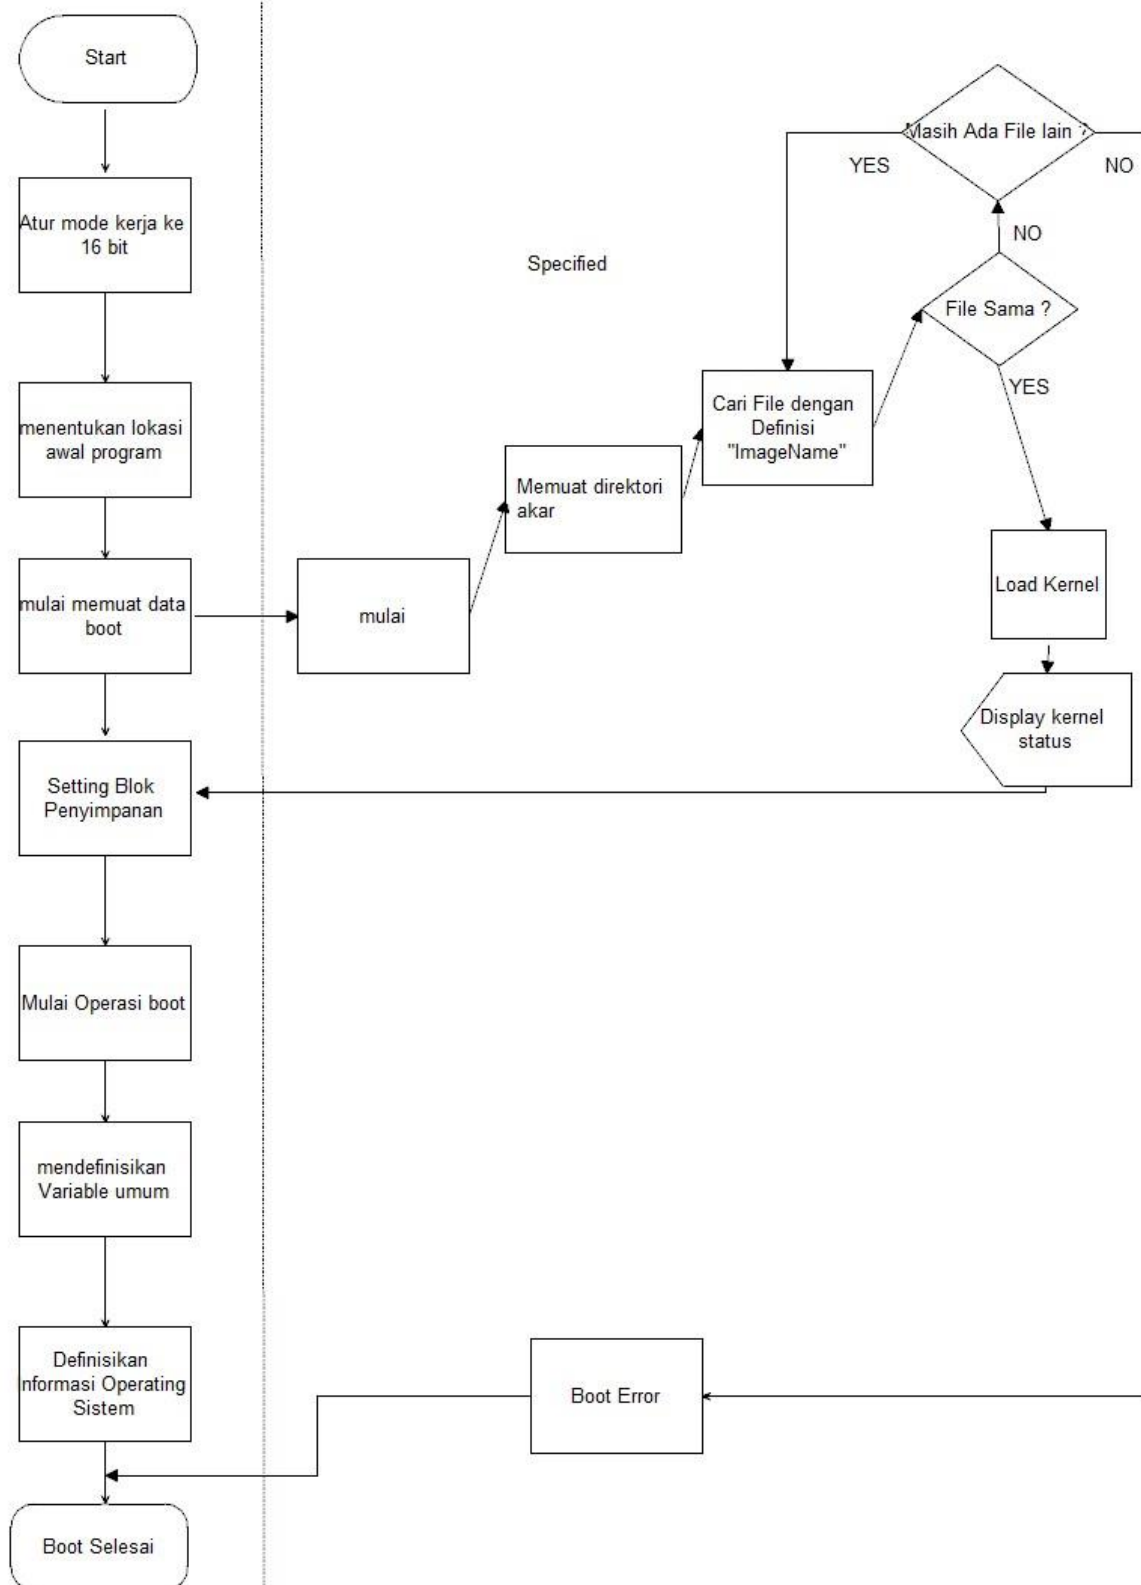 Start
Atur mode kerja ke
16 bit
menentukan lokasi
awal program
mulai memuat data
boot
Setting Blok
Penyimpanan
Mulai Operasi boot
mendefinisikan
Variable umum
Definisikan
nformasi Operating
Sistem
Boot Selesai
Specified
mulai
Memuat direktori
akar
Cari File dengan
Definisi
"ImageName"
File Sama ?
NO
YES
Masih Ada File lain ?
YES
NO
Load Kernel
Display kernel
status
Boot Error